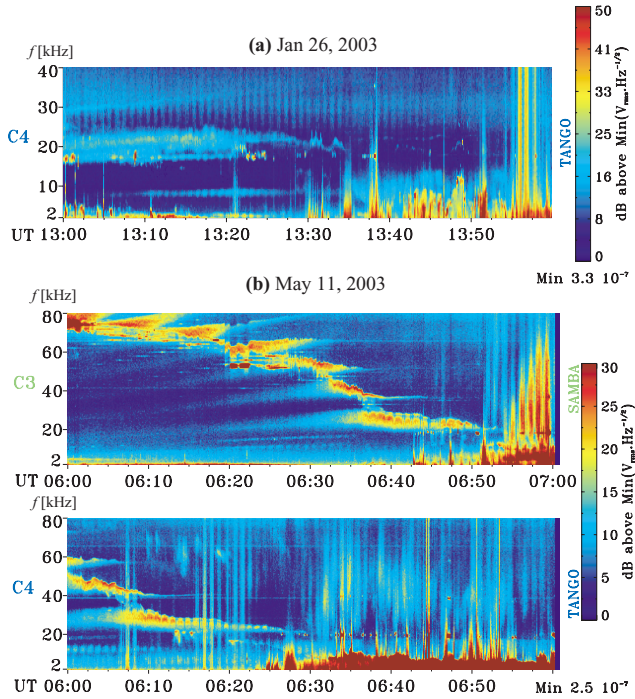 (a) Jan 26, 2003
f [kHz]
40
30
20
10
2
C4
UT 13:00 13:10 13:20 13:30 13:40 13:50
50
41
33
24
16
8
0
TANGO
dB above Min(Vrms.Hz-1/2)
Min 3.3 10-7
(b) May 11, 2003
f [kHz]
80
60
40
20
2
C3
UT 06:00 06:10 06:20 06:30 06:40 06:50 07:00
f [kHz]
80
60
40
20
2
C4
UT 06:00 06:10 06:20 06:30 06:40 06:50
30
25
20
15
10
5
0
SAMBA
TANGO
dB above Min(Vrms.Hz-1/2)
Min 2.5 10-7